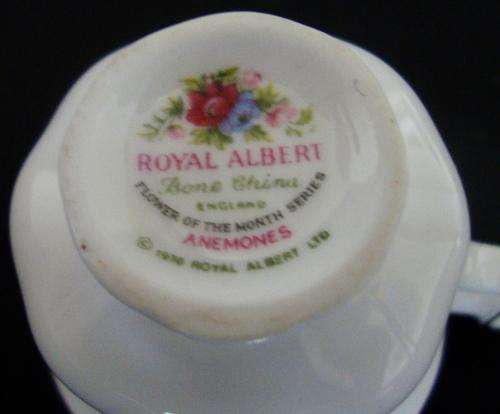 ROYAL ALBERT
Bone China
ENGLAND
FLOWER OF THE MONTH SERIES
ANEMONES
© 1970 ROYAL ALBERT LTD